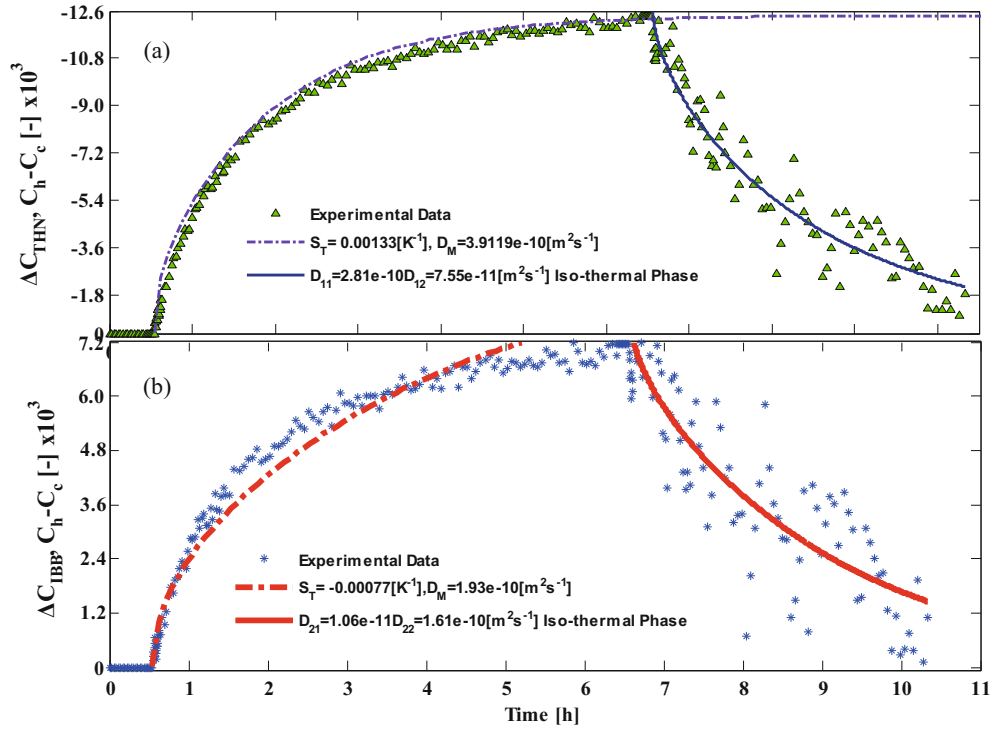 -12.6
-10.8
-9.0
-7.2
-5.4
-3.6
-1.8
0
ΔC_THN, C_h-C_c [-] x10^3
(a)
Experimental Data
S_T= 0.00133[K^-1], D_M=3.9119e-10[m^2s^-1]
D_11=2.81e-10D_12=7.55e-11[m^2s^-1] Iso-thermal Phase
7.2
6.0
4.8
3.6
2.4
1.2
0
ΔC_IBB, C_h-C_c [-] x10^3
(b)
Experimental Data
S_T= -0.00077[K^-1],D_M=1.93e-10[m^2s^-1]
D_21=1.06e-11D_22=1.61e-10[m^2s^-1] Iso-thermal Phase
0 1 2 3 4 5 6 7 8 9 10 11
Time [h]